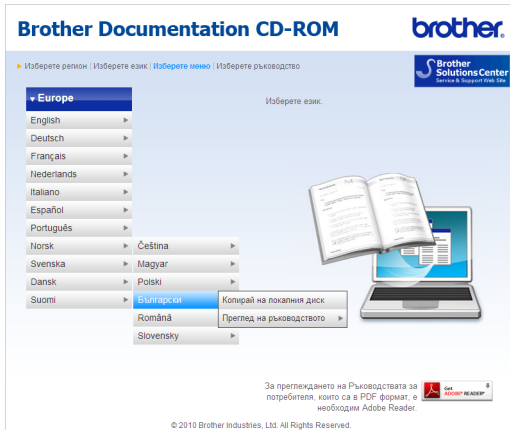 Brother Documentation CD-ROM
brother
Изберете регион | Изберете език | Изберете меню | Изберете ръководство
Brother
Solutions Center
Service & Support Web Site
Europe
Изберете език.
English
Deutsch
Français
Nederlands
Italiano
Español
Português
Norsk
Čeština
Svenska
Magyar
Dansk
Polski
Suomi
Български
Копирай на локалния диск
Română
Преглед на ръководството
Slovensky
За преглеждането на Ръководствата за
потребителя, които са в PDF формат, е
необходим Adobe Reader.
Get
ADOBE® READER®
© 2010 Brother Industries, Ltd. All Rights Reserved.